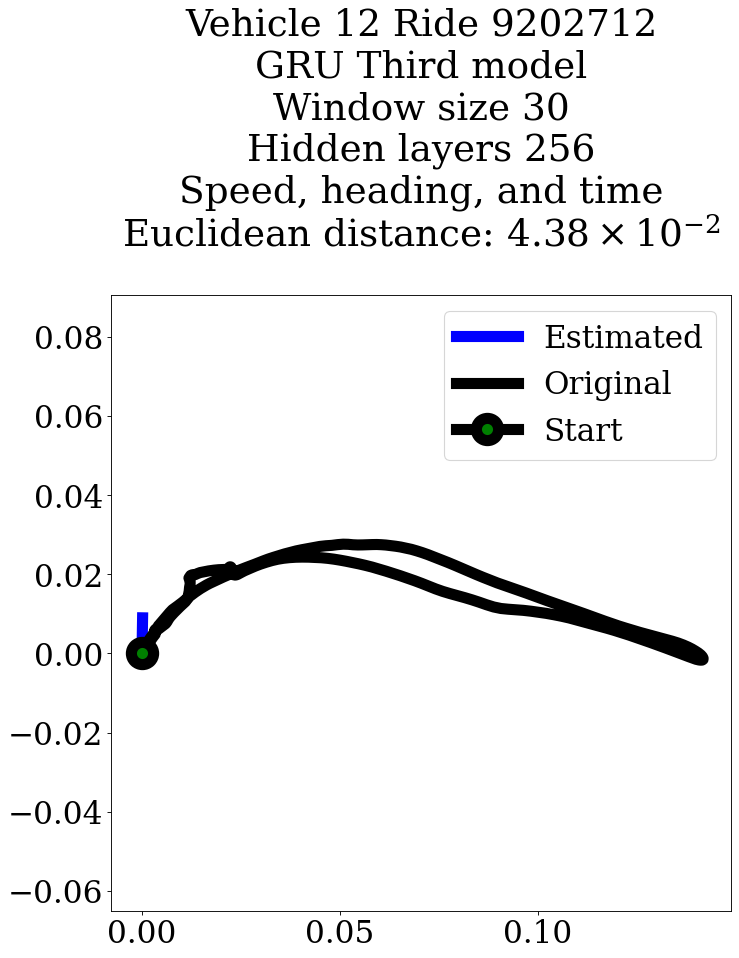 Vehicle 12 Ride 9202712
GRU Third model
Window size 30
Hidden layers 256
Speed, heading, and time
Euclidean distance: 4.38 × 10⁻²
Estimated
Original
Start
0.08
0.06
0.04
0.02
0.00
−0.02
−0.04
−0.06
0.00 0.05 0.10